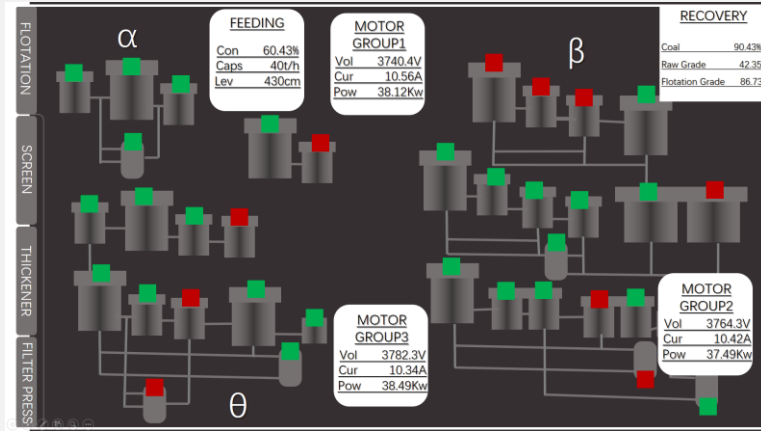 FLOTATION
SCREEN
THICKENER
FILTER PRESS
α
FEEDING
Con 60.43%
Caps 40t/h
Lev 430cm
MOTOR
GROUP1
Vol 3740.4V
Cur 10.56A
Pow 38.12Kw
β
RECOVERY
Coal 90.43%
Raw Grade 42.35
Flotation Grade 86.73
MOTOR
GROUP3
Vol 3782.3V
Cur 10.34A
Pow 38.49Kw
MOTOR
GROUP2
Vol 3764.3V
Cur 10.42A
Pow 37.49Kw
θ